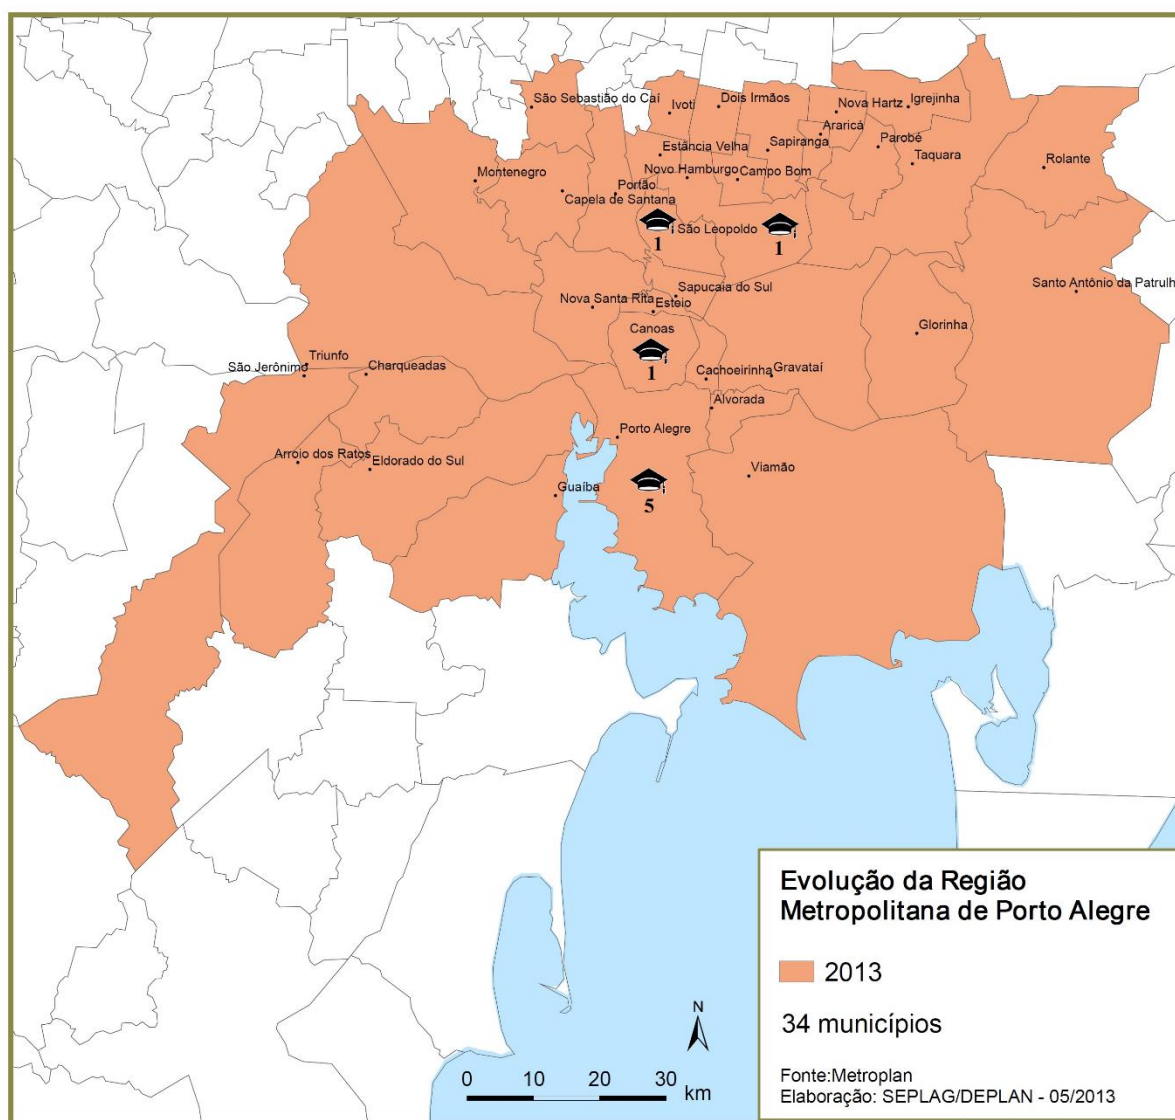 São Sebastião do Caí
Ivoti
Dois Irmãos
Nova Hartz
Igrejinha
Araricá
Estância Velha
Sapiranga
Parobé
Taquara
Rolante
Montenegro
Portão
Novo Hamburgo
Campo Bom
Capela de Santana
São Leopoldo
1
1
Santo Antônio da Patrulh
Sapucaia do Sul
Nova Santa Rita
Esteio
Canoas
Glorinha
1
Triunfo
São Jerônimo
Charqueadas
Cachoeirinha
Gravataí
Alvorada
Porto Alegre
Arroio dos Ratos
Eldorado do Sul
Viamão
Guaíba
5
Evolução da Região
Metropolitana de Porto Alegre
2013
34 municípios
Fonte:Metroplan
Elaboração: SEPLAG/DEPLAN - 05/2013
N
0 10 20 30
km